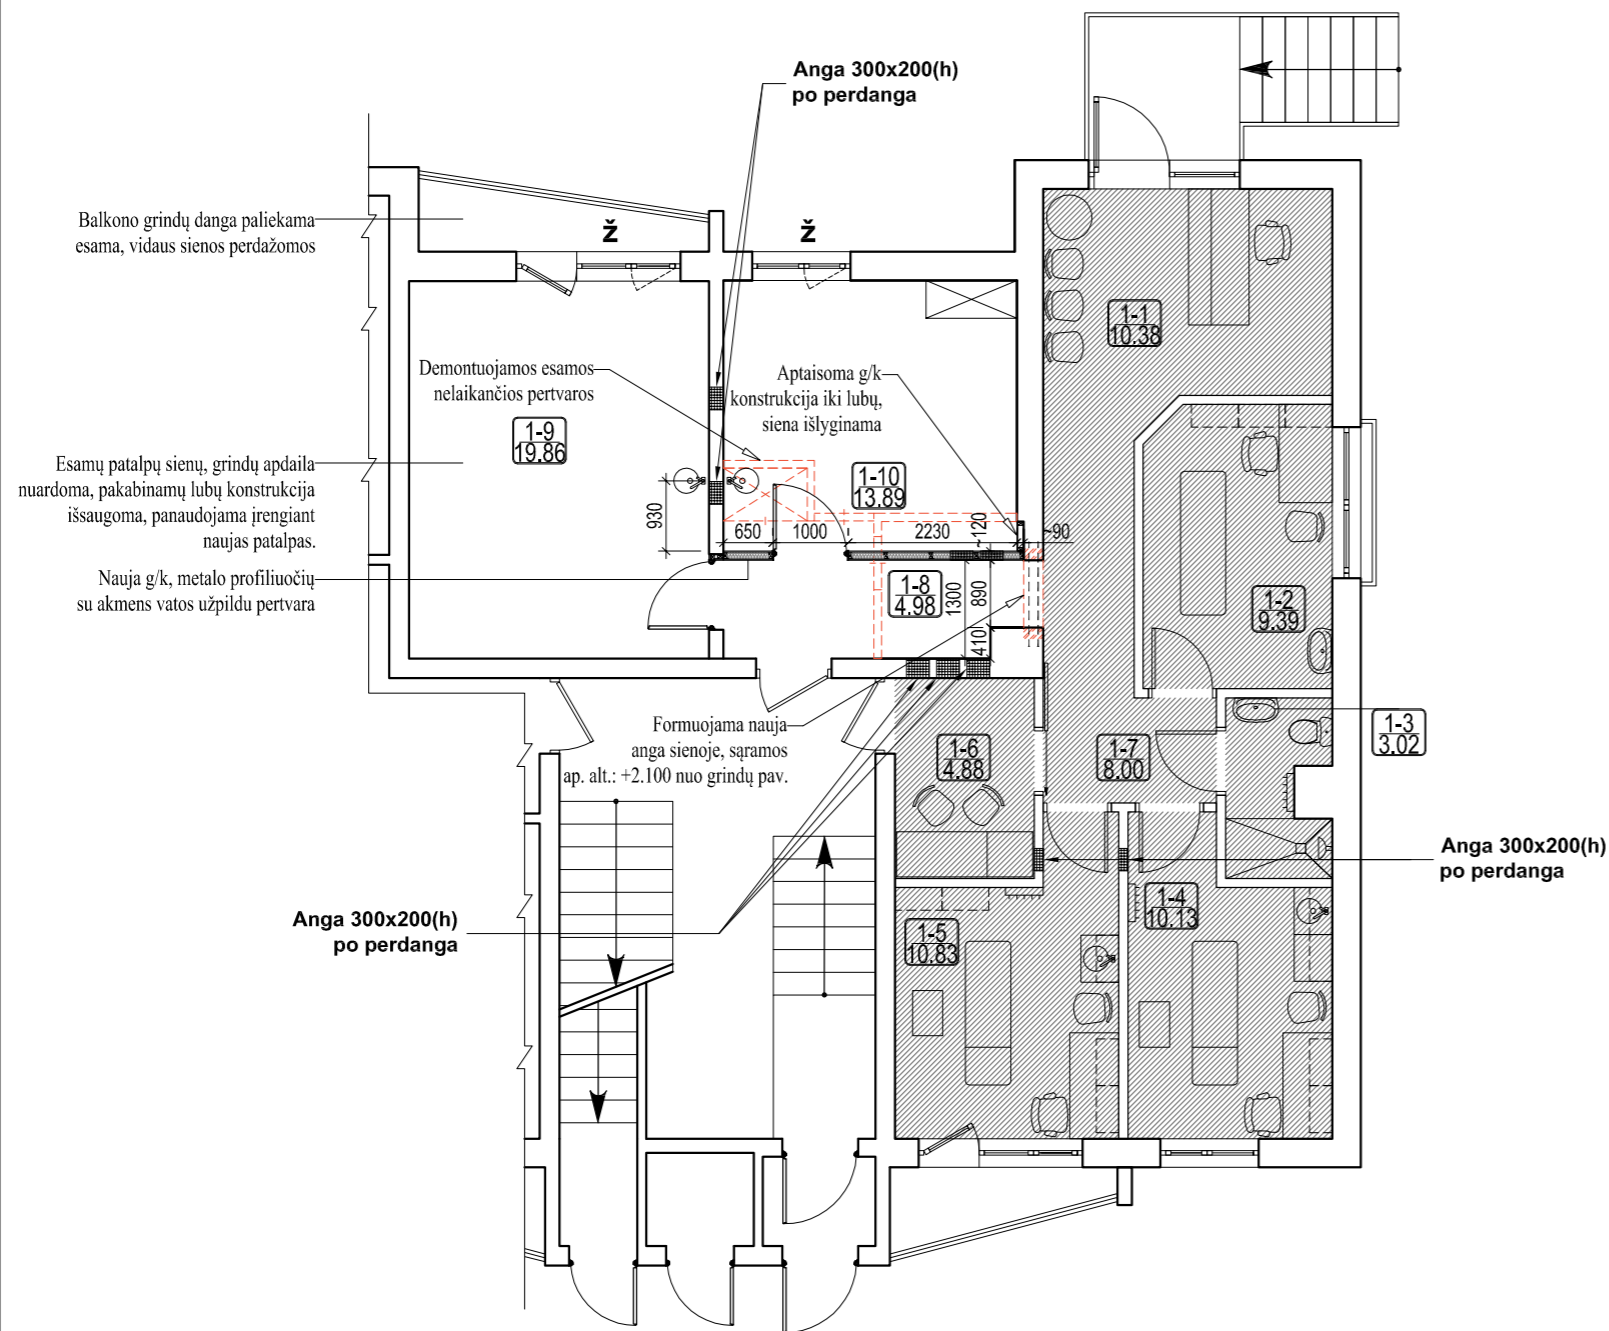 Anga 300x200(h)
po perdanga
Balkono grindų danga paliekama
esama, vidaus sienos perdažomos
Ž
Ž
1-1
10.38
Demontuojamos esamos
nelaikančios pertvaros
Aptaisoma g/k
konstrukcija iki lubų,
siena išlyginama
1-9
19.86
Esamų patalpų sienų, grindų apdaila
nuardoma, pakabinamų lubų konstrukcija
išsaugoma, panaudojama įrengiant
naujas patalpas.
1-10
13.89
930
650
1000
2230
~120
~90
Nauja g/k, metalo profiliuočių
su akmens vatos užpildu pertvara
1-8
4.98
1300
890
410
1-2
9.39
Formuojama nauja
anga sienoje, sąramos
ap. alt.: +2.100 nuo grindų pav.
1-6
4.88
1-7
8.00
1-3
3.02
Anga 300x200(h)
po perdanga
Anga 300x200(h)
po perdanga
1-5
10.83
1-4
10.13